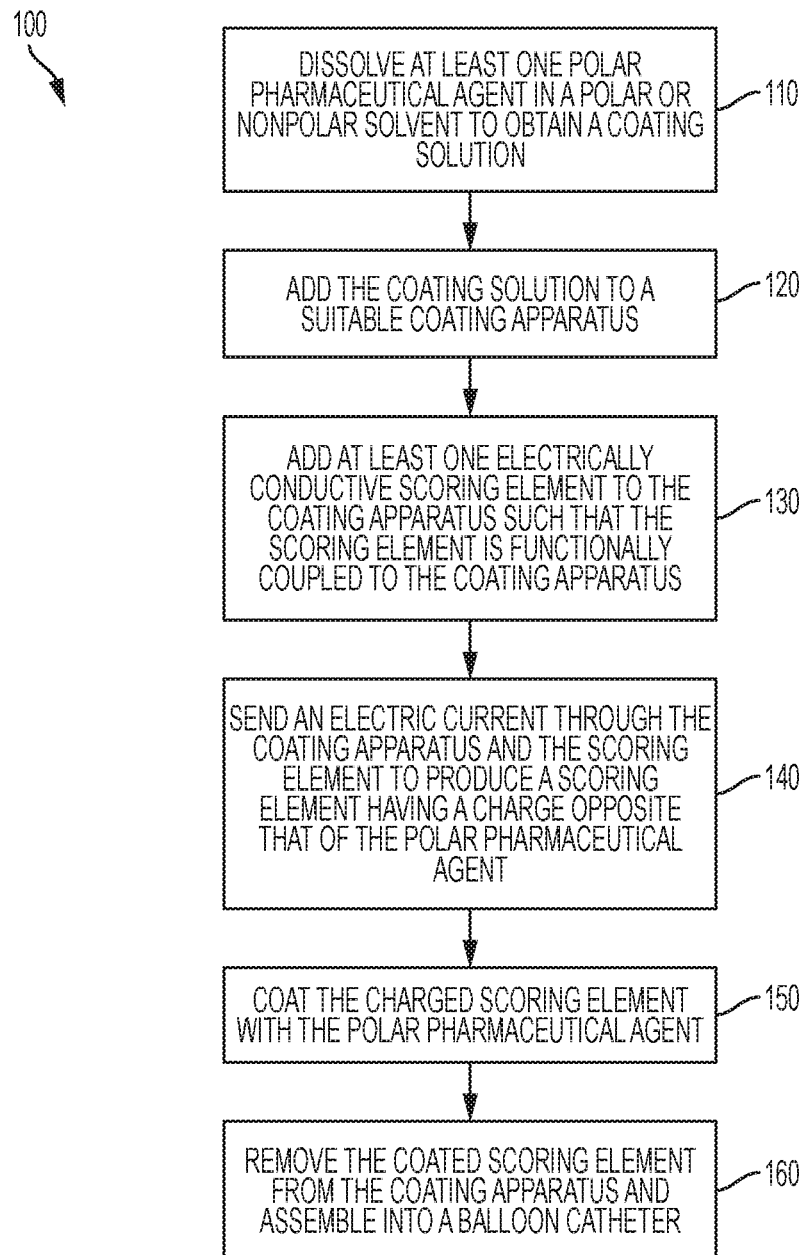 100
DISSOLVE AT LEAST ONE POLAR
PHARMACEUTICAL AGENT IN A POLAR OR
NONPOLAR SOLVENT TO OBTAIN A COATING
SOLUTION
110
ADD THE COATING SOLUTION TO A
SUITABLE COATING APPARATUS
120
ADD AT LEAST ONE ELECTRICALLY
CONDUCTIVE SCORING ELEMENT TO THE
COATING APPARATUS SUCH THAT THE
SCORING ELEMENT IS FUNCTIONALLY
COUPLED TO THE COATING APPARATUS
130
SEND AN ELECTRIC CURRENT THROUGH THE
COATING APPARATUS AND THE SCORING
ELEMENT TO PRODUCE A SCORING
ELEMENT HAVING A CHARGE OPPOSITE
THAT OF THE POLAR PHARMACEUTICAL
AGENT
140
COAT THE CHARGED SCORING ELEMENT
WITH THE POLAR PHARMACEUTICAL AGENT
150
REMOVE THE COATED SCORING ELEMENT
FROM THE COATING APPARATUS AND
ASSEMBLE INTO A BALLOON CATHETER
160